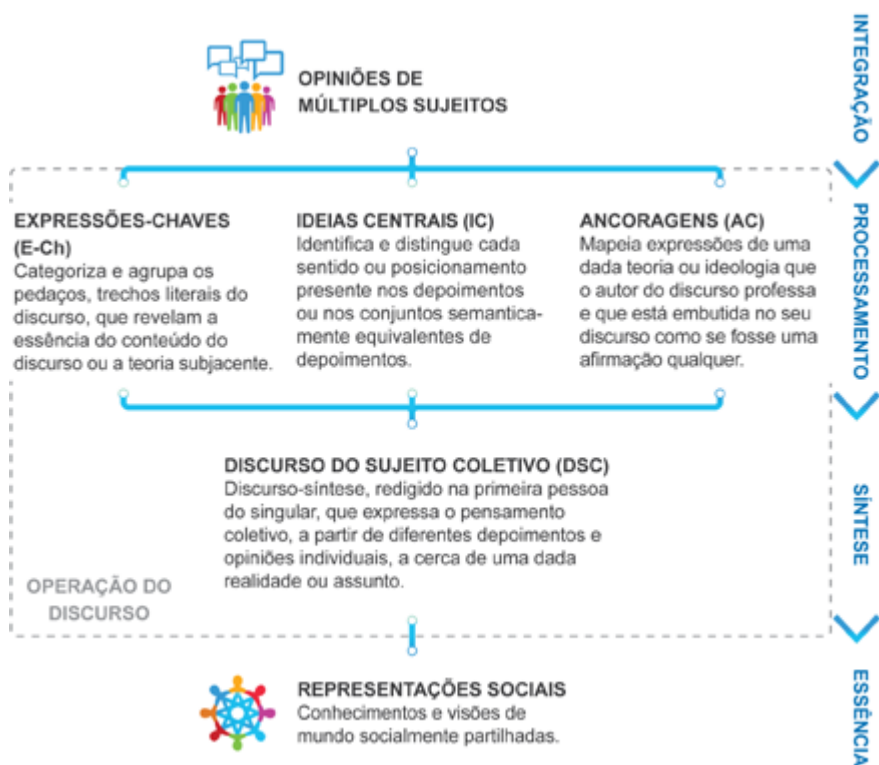 OPINIÕES DE
MÚLTIPLOS SUJEITOS
INTEGRAÇÃO
EXPRESSÕES-CHAVES
(E-Ch)
Categoriza e agrupa os
pedaços, trechos literais do
discurso, que revelam a
essência do conteúdo do
discurso ou a teoria subjacente.
IDEIAS CENTRAIS (IC)
Identifica e distingue cada
sentido ou posicionamento
presente nos depoimentos
ou nos conjuntos semantica-
mente equivalentes de
depoimentos.
ANCORAGENS (AC)
Mapeia expressões de uma
dada teoria ou ideologia que
o autor do discurso professa
e que está embutida no seu
discurso como se fosse uma
afirmação qualquer.
PROCESSAMENTO
DISCURSO DO SUJEITO COLETIVO (DSC)
Discurso-síntese, redigido na primeira pessoa
do singular, que expressa o pensamento
coletivo, a partir de diferentes depoimentos e
opiniões individuais, a cerca de uma dada
realidade ou assunto.
OPERAÇÃO DO
DISCURSO
SÍNTESE
REPRESENTAÇÕES SOCIAIS
Conhecimentos e visões de
mundo socialmente partilhadas.
ESSÊNCIA